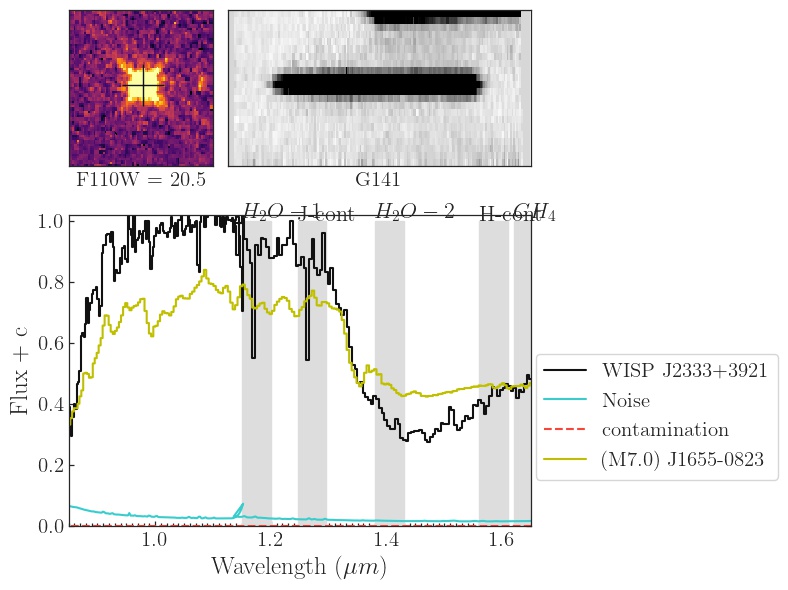 F110W = 20.5
G141
H₂O − 1
J-cont
H₂O − 2
H-cont
CH₄
1.0
0.8
0.6
0.4
0.2
0.0
Flux + c
WISP J2333+3921
Noise
contamination
(M7.0) J1655-0823
1.0
1.2
1.4
1.6
Wavelength (μm)